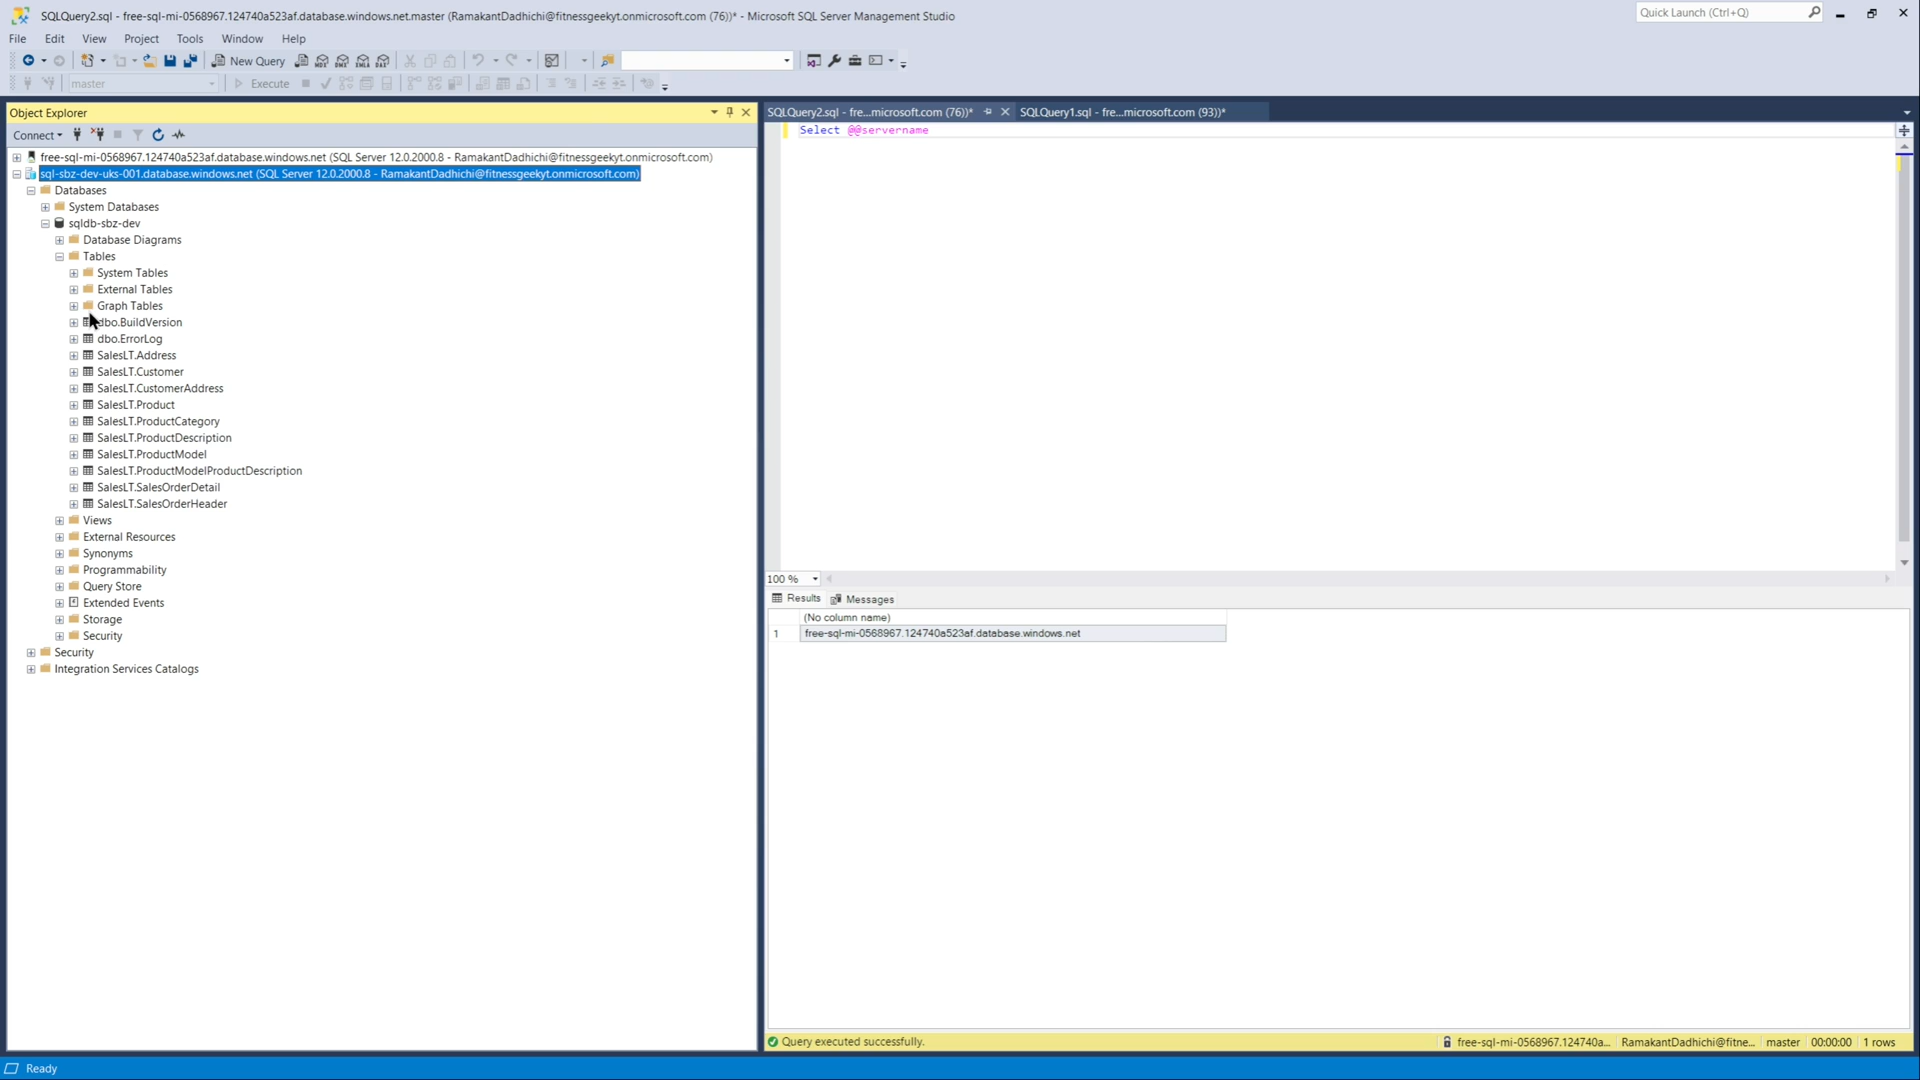 SQLQuery2.sql - free-sql-mi-0568967.124740a523af.database.windows.net.master (RamakantDadhichi@fitnessgeekyt.onmicrosoft.com (76))* - Microsoft SQL Server Management Studio
Quick Launch (Ctrl+Q)
File Edit View Project Tools Window Help
New Query
MDX DMX XMLA DAX
master Execute
Object Explorer
SQLQuery2.sql - fre...microsoft.com (76))*
SQLQuery1.sql - fre...microsoft.com (93))*
Connect
Select @@servername
free-sql-mi-0568967.124740a523af.database.windows.net (SQL Server 12.0.2000.8 - RamakantDadhichi@fitnessgeekyt.onmicrosoft.com)
sql-sbz-dev-uks-001.database.windows.net (SQL Server 12.0.2000.8 - RamakantDadhichi@fitnessgeekyt.onmicrosoft.com)
Databases
System Databases
sqldb-sbz-dev
Database Diagrams
Tables
System Tables
External Tables
Graph Tables
dbo.BuildVersion
dbo.ErrorLog
SalesLT.Address
SalesLT.Customer
SalesLT.CustomerAddress
SalesLT.Product
SalesLT.ProductCategory
SalesLT.ProductDescription
SalesLT.ProductModel
SalesLT.ProductModelProductDescription
SalesLT.SalesOrderDetail
SalesLT.SalesOrderHeader
Views
External Resources
Synonyms
Programmability
Query Store
Extended Events
Storage
Security
Security
Integration Services Catalogs
100 %
Results Messages
(No column name)
1 free-sql-mi-0568967.124740a523af.database.windows.net
Query executed successfully.
free-sql-mi-0568967.124740a... RamakantDadhichi@fitne... master 00:00:00 1 rows
Ready